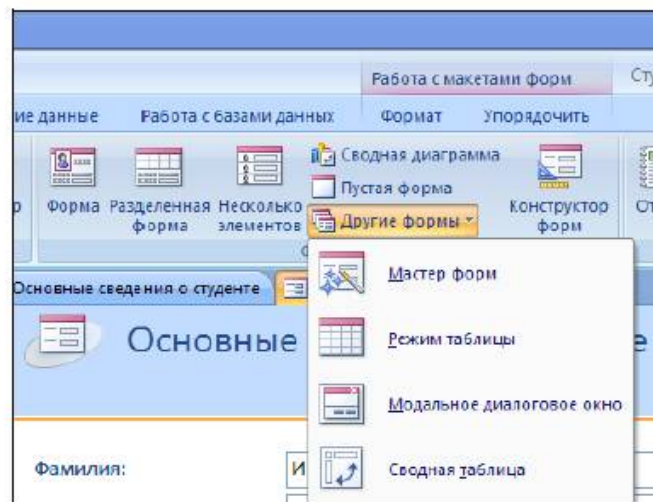 Работа с макетами форм Сту
ие данные Работа с базами данных Формат Упорядочить
Сводная диаграмма
Пустая форма
Форма Разделенная форма Несколько элементов Другие формы Конструктор форм От
Основные сведения о студенте
Основные е
Мастер форм
Режим таблицы
Модальное диалоговое окно
Сводная таблица
Фамилия: И